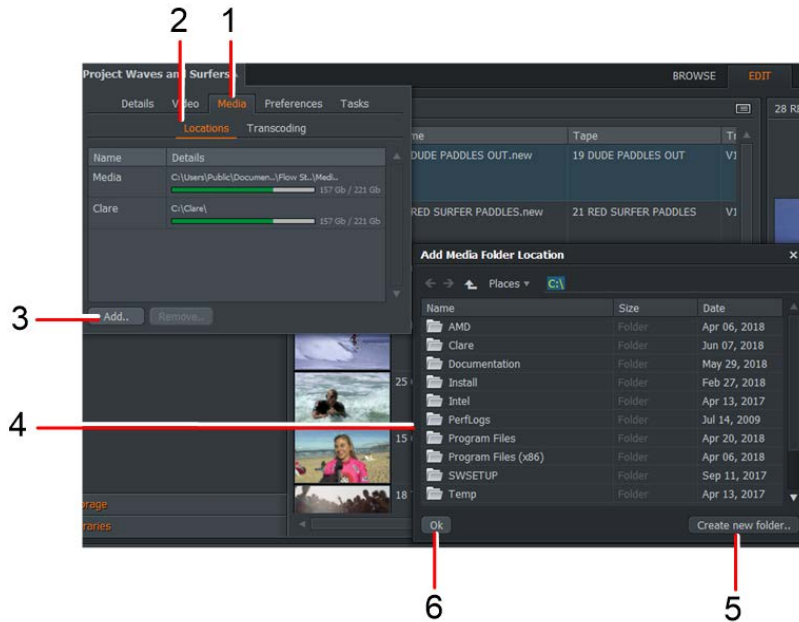 2 1
Project Waves and Surfers
BROWSE EDIT
Details Video Media Preferences Tasks
Locations Transcoding
Name Details
Media C:\Users\Public\Documen..\Flow St..\Medi..
157 Gb / 221 Gb
Clare C:\Clare\
157 Gb / 221 Gb
3
Add.. Remove..
28
Tape
DUDE PADDLES OUT.new 19 DUDE PADDLES OUT V1
RED SURFER PADDLES.new 21 RED SURFER PADDLES V1
25
15
18
Add Media Folder Location
Places C:\
Name Size Date
AMD Folder Apr 06, 2018
Clare Folder Jun 07, 2018
Documentation Folder May 29, 2018
Install Folder Feb 27, 2018
Intel Folder Apr 13, 2017
PerfLogs Folder Jul 14, 2009
Program Files Folder Apr 20, 2018
Program Files (x86) Folder Apr 06, 2018
SWSETUP Folder Sep 11, 2017
Temp Folder Apr 13, 2017
4
Ok Create new folder..
6 5